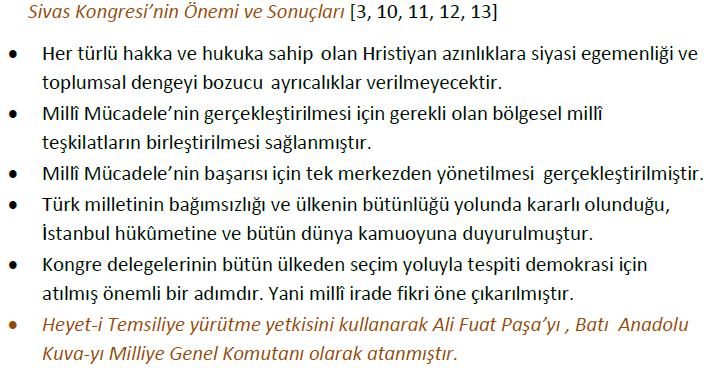 Sivas Kongresi’nin Önemi ve Sonuçları [3, 10, 11, 12, 13]
• Her türlü hakka ve hukuka sahip olan Hristiyan azınlıklara siyasi egemenliği ve
toplumsal dengeyi bozucu ayrıcalıklar verilmeyecektir.
• Millî Mücadele’nin gerçekleştirilmesi için gerekli olan bölgesel millî
teşkilatların birleştirilmesi sağlanmıştır.
• Millî Mücadele’nin başarısı için tek merkezden yönetilmesi gerçekleştirilmiştir.
• Türk milletinin bağımsızlığı ve ülkenin bütünlüğü yolunda kararlı olunduğu,
İstanbul hükûmetine ve bütün dünya kamuoyuna duyurulmuştur.
• Kongre delegelerinin bütün ülkeden seçim yoluyla tespiti demokrasi için
atılmış önemli bir adımdır. Yani millî irade fikri öne çıkarılmıştır.
• Heyet-i Temsiliye yürütme yetkisini kullanarak Ali Fuat Paşa’yı , Batı Anadolu
Kuva-yı Milliye Genel Komutanı olarak atanmıştır.